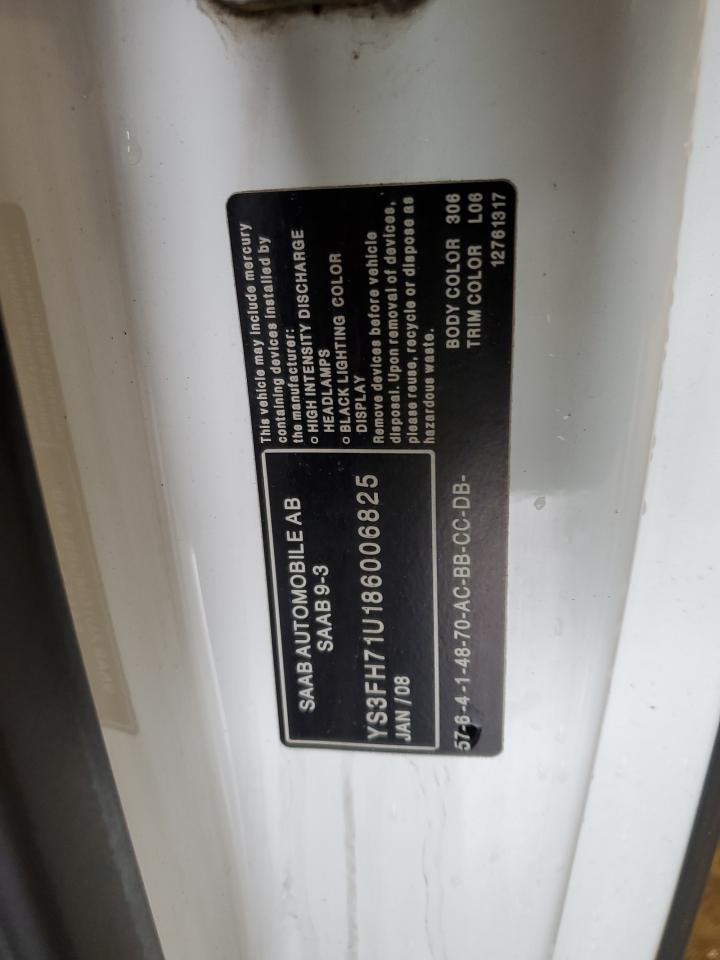 SAAB AUTOMOBILE AB
SAAB 9-3
YS3FH71U186006825
JAN / 08
This vehicle may include mercury
containing devices installed by
the manufacturer:
o HIGH INTENSITY DISCHARGE
HEADLAMPS
o BLACK LIGHTING COLOR
DISPLAY
Remove devices before vehicle
disposal. Upon removal of devices,
please reuse, recycle or dispose as
hazardous waste.
57-6-4-1-48-70-AC-BB-CC-DB-
BODY COLOR 306
TRIM COLOR L06
12761317